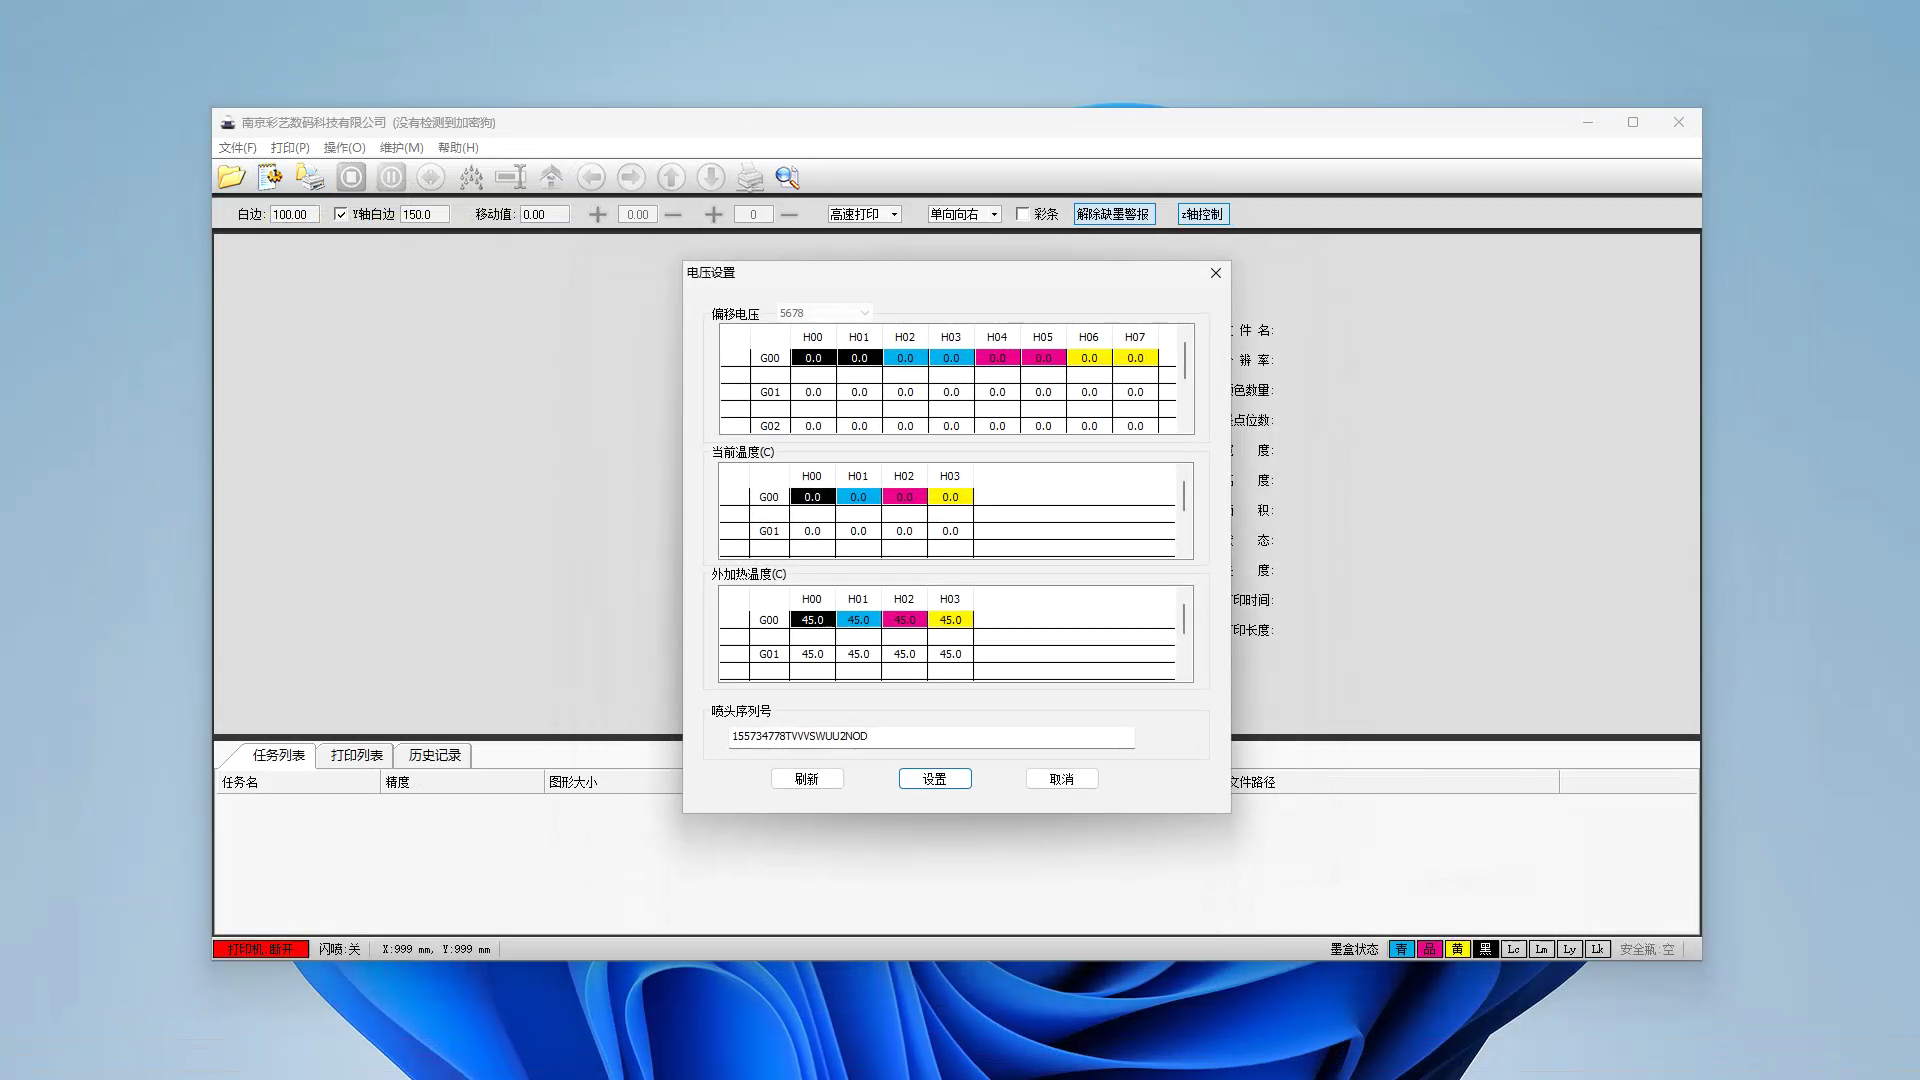 南京彩艺数码科技有限公司 (没有检测到加密狗)
文件(F) 打印(P) 操作(O) 维护(M) 帮助(H)
白边: 100.00 Y轴白边 150.0 移动值: 0.00 0.00 0 高速打印 单向向右 彩条 解除缺墨警报 z轴控制
电压设置
偏移电压 5678
H00 H01 H02 H03 H04 H05 H06 H07
G00 0.0 0.0 0.0 0.0 0.0 0.0 0.0 0.0
G01 0.0 0.0 0.0 0.0 0.0 0.0 0.0 0.0
G02 0.0 0.0 0.0 0.0 0.0 0.0 0.0 0.0
当前温度(C)
H00 H01 H02 H03
G00 0.0 0.0 0.0 0.0
G01 0.0 0.0 0.0 0.0
外加热温度(C)
H00 H01 H02 H03
G00 45.0 45.0 45.0 45.0
G01 45.0 45.0 45.0 45.0
喷头序列号
155734778TVVVSWUU2NOD
刷新 设置 取消
件 名:
辨 率:
色数量:
点位数:
度:
度:
积:
态:
度:
印时间:
印长度:
任务列表 打印列表 历史记录
任务名 精度 图形大小 文件路径
打印机:断开 闪喷:关 X:999 mm, Y:999 mm 墨盒状态 青 品 黄 黑 Lc Lm Ly Lk 安全瓶:空